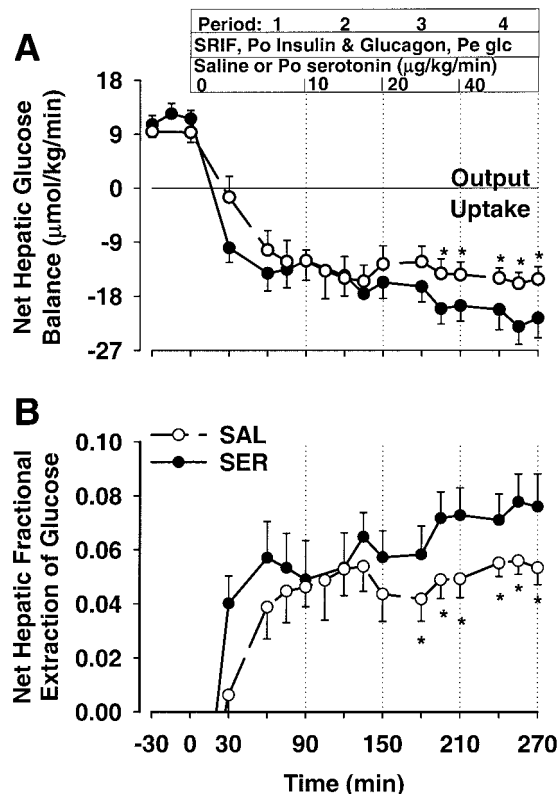 A
Period: 1 2 3 4
SRIF, Po Insulin & Glucagon, Pe glc
Saline or Po serotonin (μg/kg/min)
0 10 20 40
Net Hepatic Glucose
Balance (μmol/kg/min)
18
9
0
-9
-18
-27
Output
Uptake
* * * * *
B
Net Hepatic Fractional
Extraction of Glucose
0.10
0.08
0.06
0.04
0.02
0.00
SAL
SER
* * * * * *
-30 0 30 90 150 210 270
Time (min)